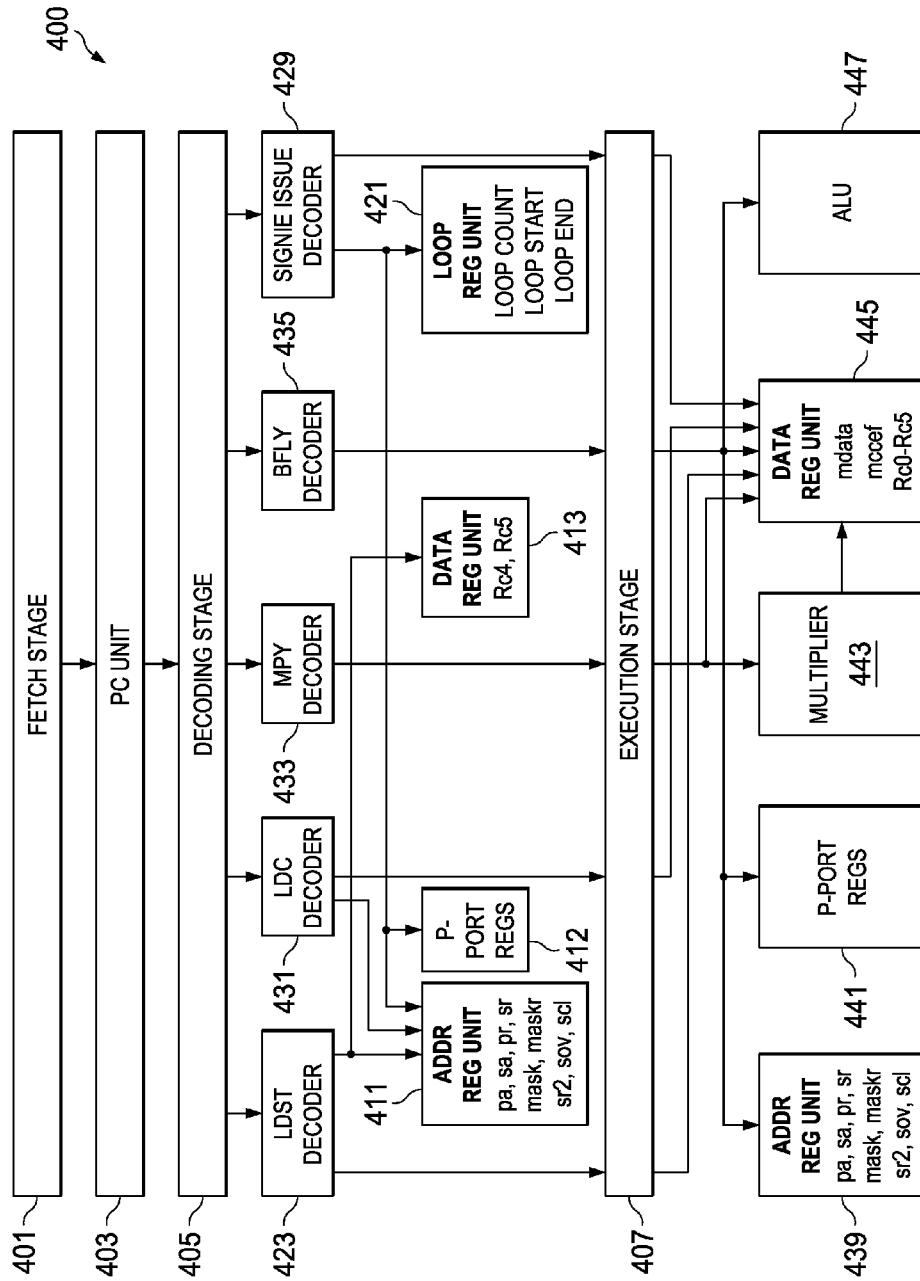 400
401
FETCH STAGE
403
PC UNIT
405
DECODING STAGE
423
LDST
DECODER
431
LDC
DECODER
433
MPY
DECODER
435
BFLY
DECODER
429
SIGNIE ISSUE
DECODER
411
ADDR
REG UNIT
pa, sa, pr, sr
mask, maskr
sr2, sov, scl
P-
PORT
REGS
412
DATA
REG UNIT
Rc4, Rc5
413
421
LOOP
REG UNIT
LOOP COUNT
LOOP START
LOOP END
407
EXECUTION STAGE
439
ADDR
REG UNIT
pa, sa, pr, sr
mask, maskr
sr2, sov, scl
441
P-PORT
REGS
MULTIPLIER
443
445
DATA
REG UNIT
mdata
mccef
Rc0-Rc5
447
ALU